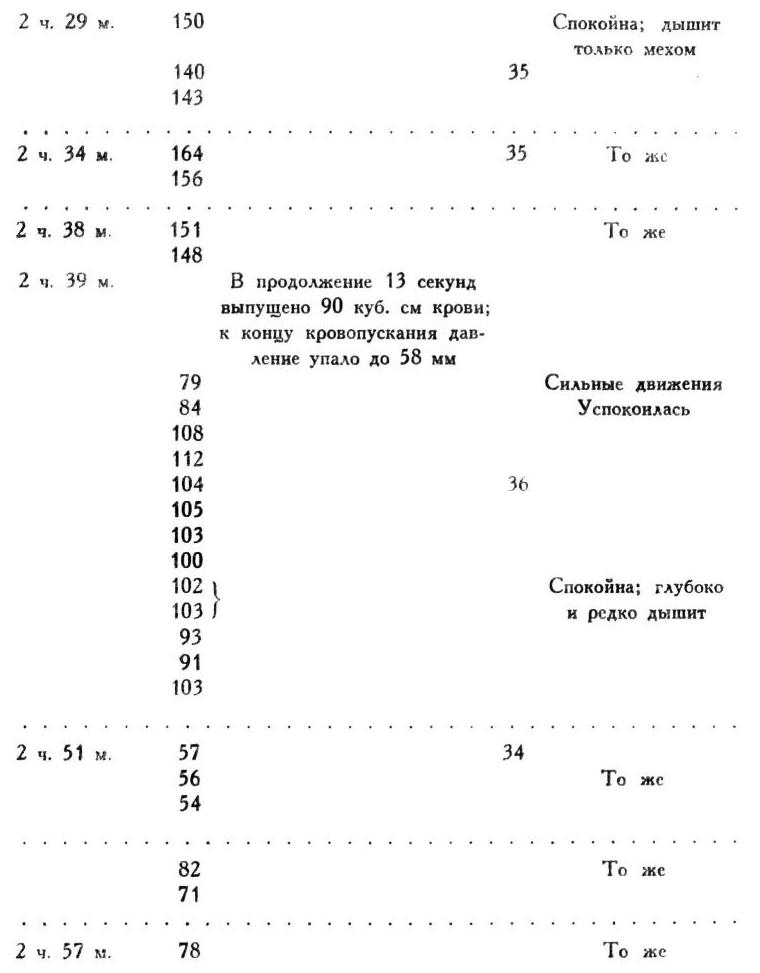 2 ч. 29 м. 150 Спокойна; дышит
только мехом
140 35
143
. . . . . . . . . . . . . . . . . . . . . . . . . . . . . . . . . . .
2 ч. 34 м. 164 35 То же
156
. . . . . . . . . . . . . . . . . . . . . . . . . . . . . . . . . . .
2 ч. 38 м. 151 То же
148
2 ч. 39 м. В продолжение 13 секунд
выпущено 90 куб. см крови;
к концу кровопускания дав-
ление упало до 58 мм
79 Сильные движения
84 Успокоилась
108
112
104 36
105
103
100
102 } Спокойна; глубоко
103 и редко дышит
93
91
103
. . . . . . . . . . . . . . . . . . . . . . . . . . . . . . . . . . .
2 ч. 51 м. 57 34
56 То же
54
. . . . . . . . . . . . . . . . . . . . . . . . . . . . . . . . . . .
82 То же
71
. . . . . . . . . . . . . . . . . . . . . . . . . . . . . . . . . . .
2 ч. 57 м. 78 То же